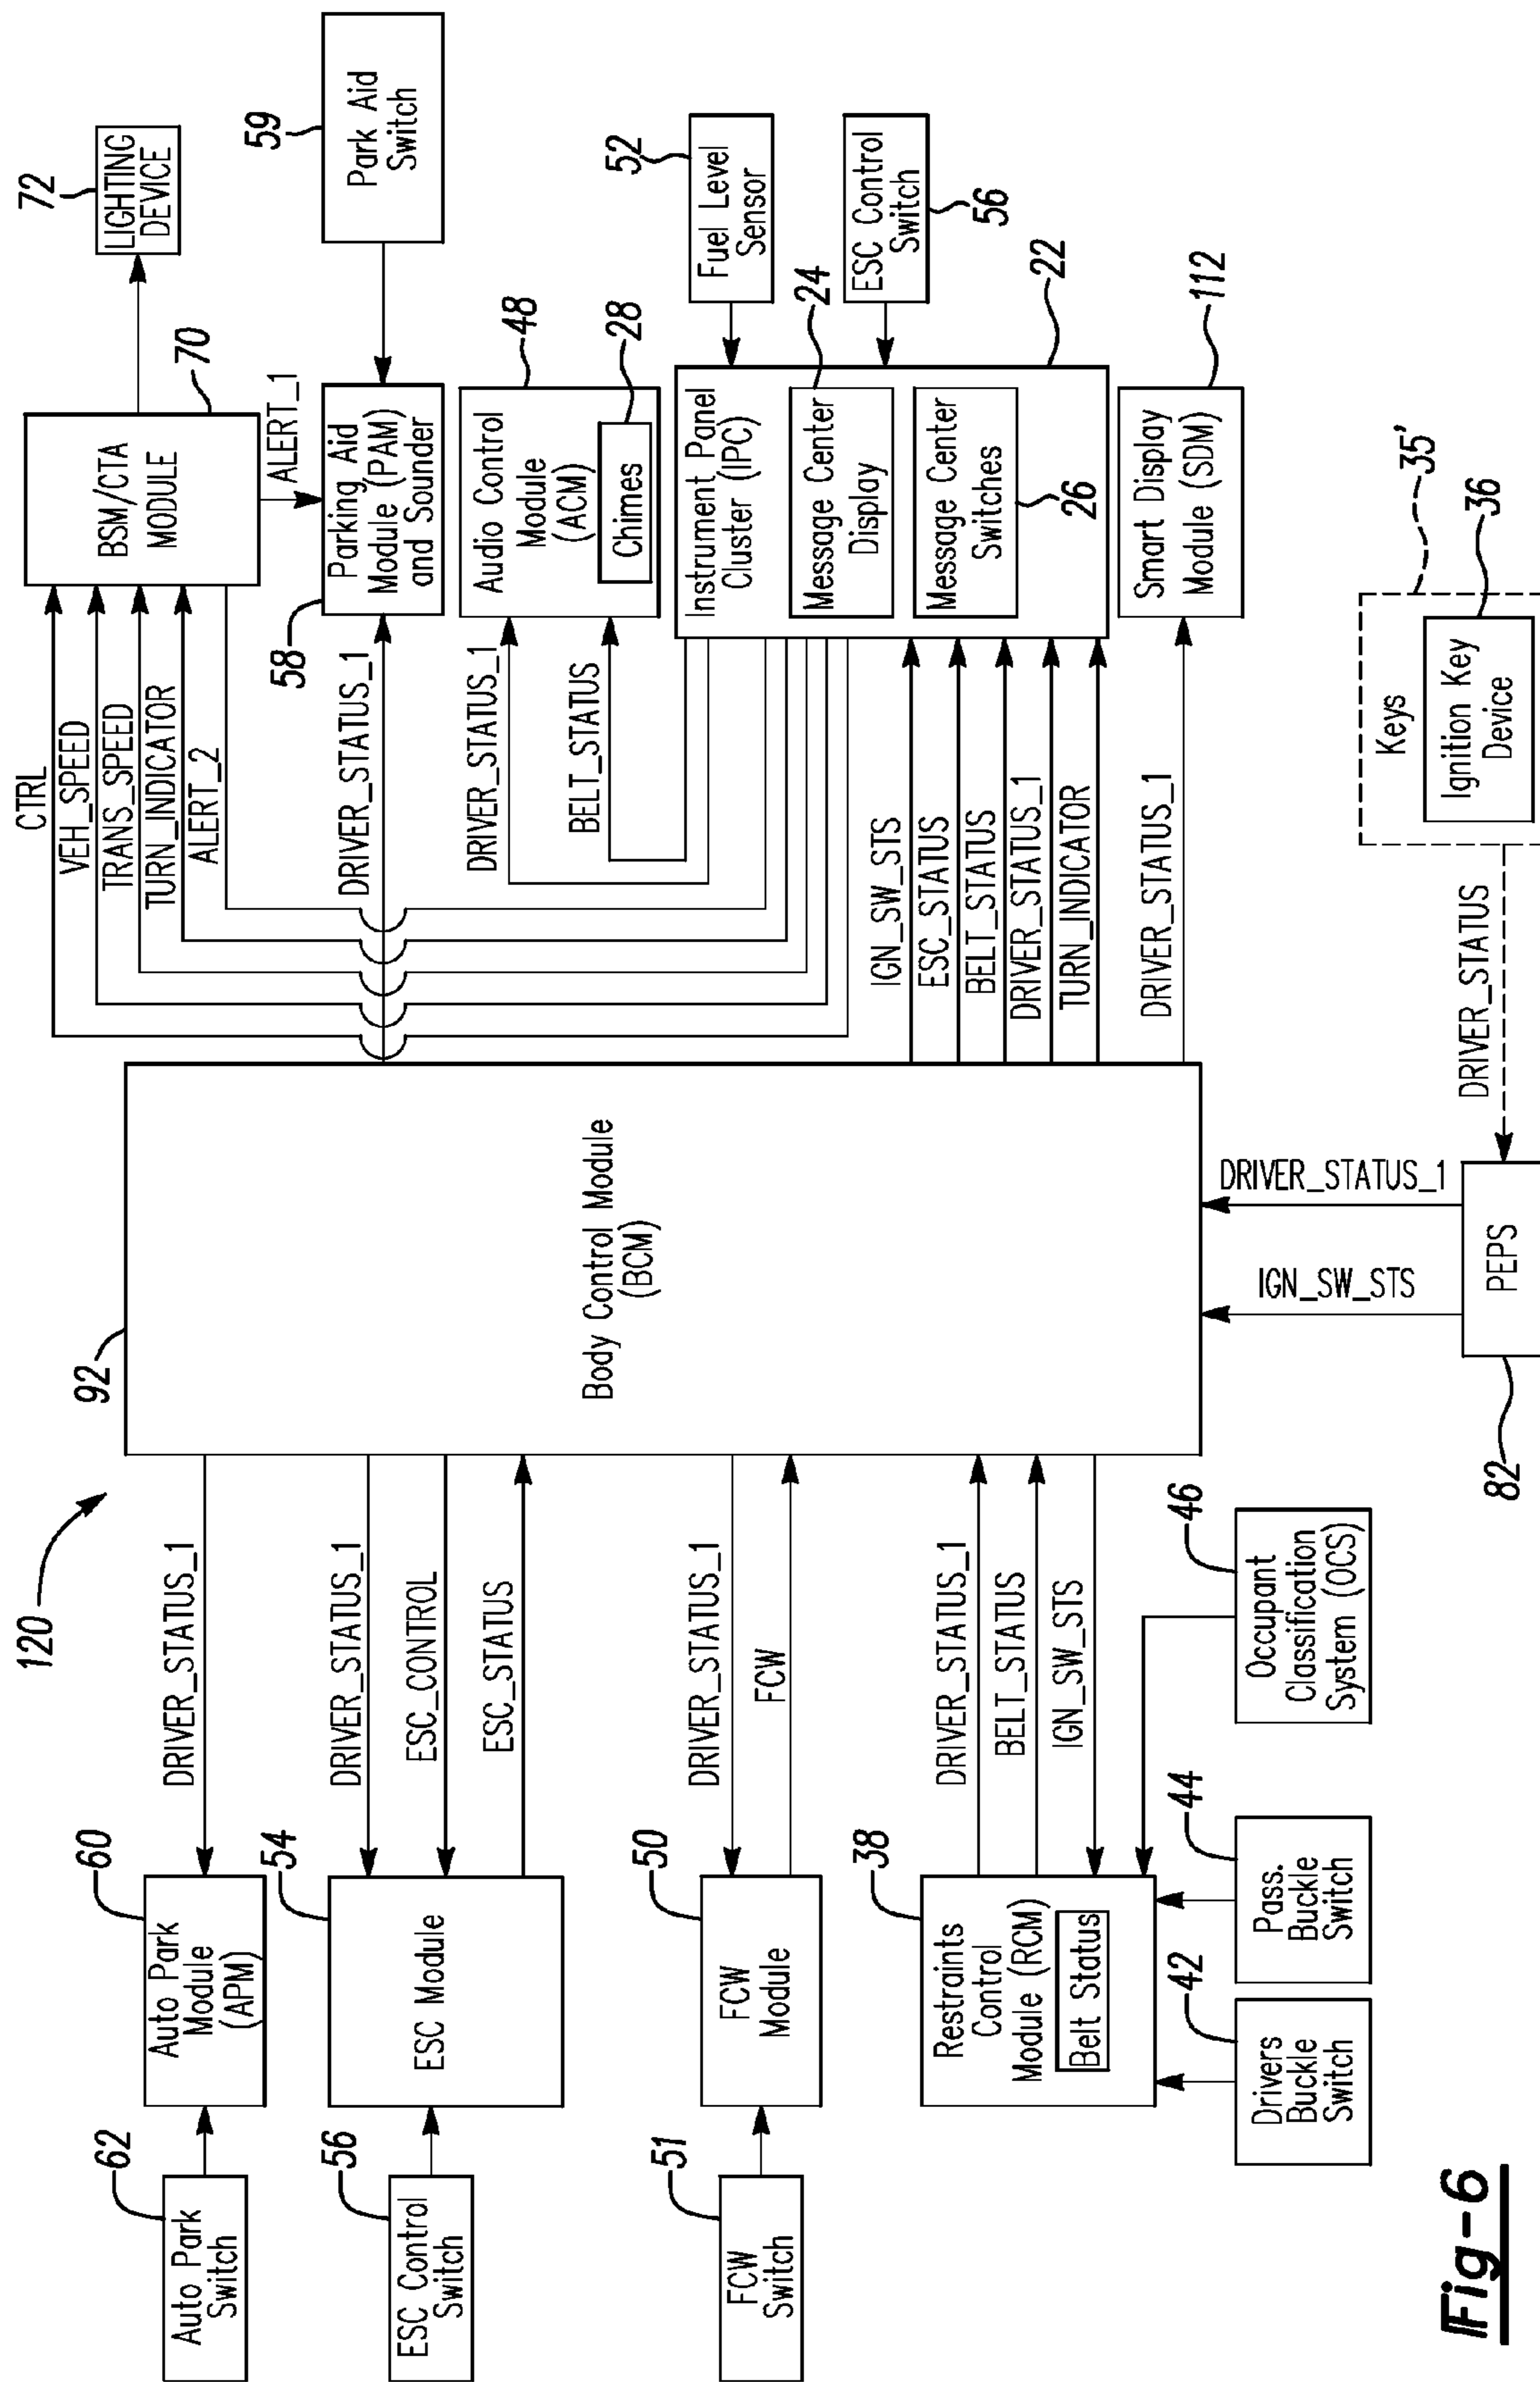 120
62
Auto Park
Switch
60
Auto Park
Module
(APM)
DRIVER_STATUS_1
56
ESC Control
Switch
54
ESC Module
DRIVER_STATUS_1
ESC_CONTROL
ESC_STATUS
51
FCW
Switch
50
FCW
Module
DRIVER_STATUS_1
FCW
38
Restraints
Control
Module (RCM)
Belt Status
DRIVER_STATUS_1
BELT_STATUS
IGN_SW_STS
42
Drivers
Buckle
Switch
44
Pass.
Buckle
Switch
46
Occupant
Classification
System (OCS)
92
Body Control Module
(BCM)
82
PEPS
IGN_SW_STS
DRIVER_STATUS_1
DRIVER_STATUS
35'
Keys
36
Ignition Key
Device
CTRL
VEH_SPEED
TRANS_SPEED
TURN_INDICATOR
ALERT_2
70
BSM/CTA
MODULE
72
LIGHTING
DEVICE
ALERT_1
DRIVER_STATUS_1
58
Parking Aid
Module (PAM)
and Sounder
59
Park Aid
Switch
DRIVER_STATUS_1
BELT_STATUS
48
Audio Control
Module
(ACM)
28
Chimes
IGN_SW_STS
ESC_STATUS
BELT_STATUS
DRIVER_STATUS_1
TURN_INDICATOR
Instrument Panel
Cluster (IPC)
24
Message Center
Display
Message Center
Switches
26
22
52
Fuel Level
Sensor
ESC Control
Switch
56
DRIVER_STATUS_1
Smart Display
Module (SDM)
112
Fig-6